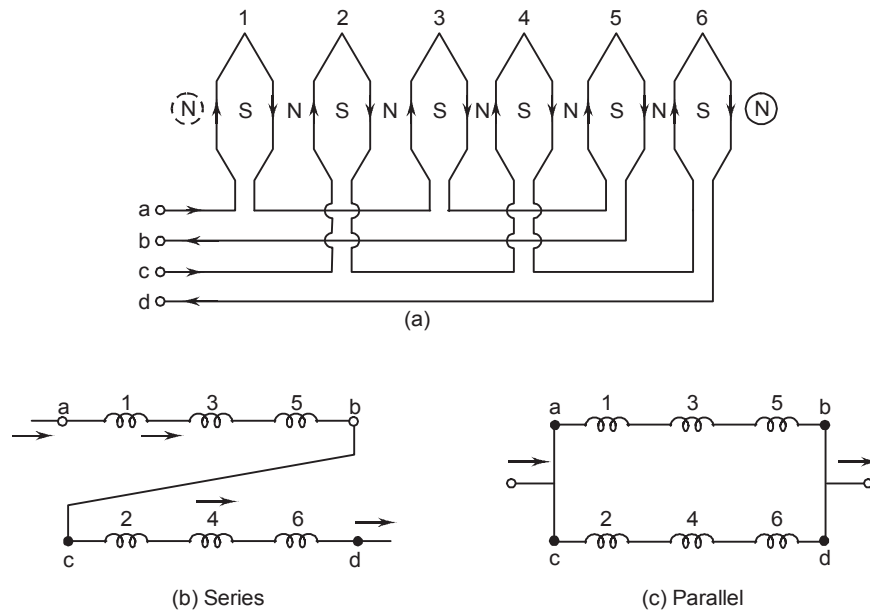 1 2 3 4 5 6
N S N S N S N S N S N S N
a
b
c
d
(a)
a 1 3 5 b
c 2 4 6 d
(b) Series
a 1 3 5 b
c 2 4 6 d
(c) Parallel